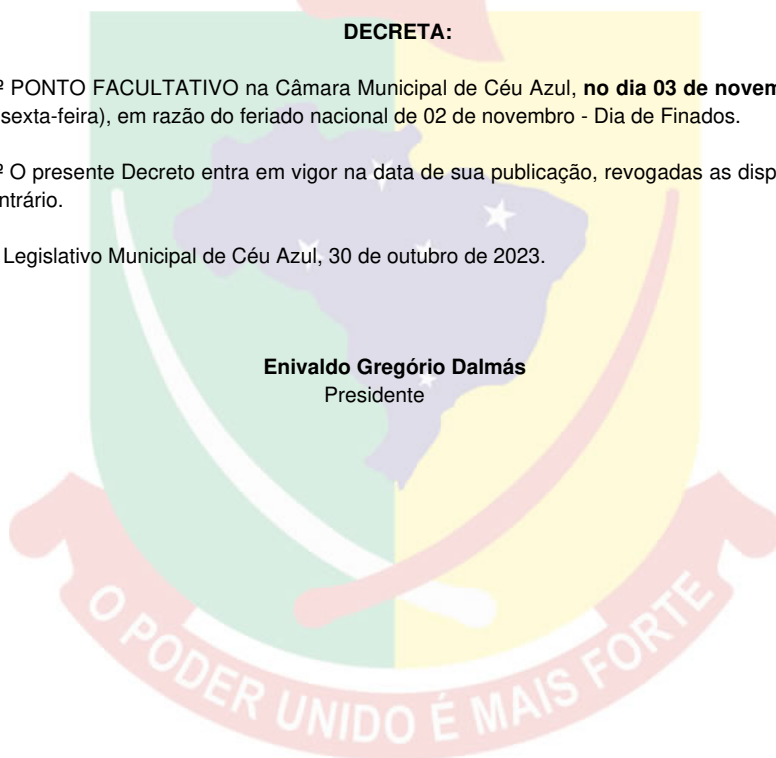 DECRETA:
º PONTO FACULTATIVO na Câmara Municipal de Céu Azul, no dia 03 de novem
sexta-feira), em razão do feriado nacional de 02 de novembro - Dia de Finados.
º O presente Decreto entra em vigor na data de sua publicação, revogadas as disp
ntrário.
Legislativo Municipal de Céu Azul, 30 de outubro de 2023.
Enivaldo Gregório Dalmás
Presidente
O PODER UNIDO É MAIS FORTE